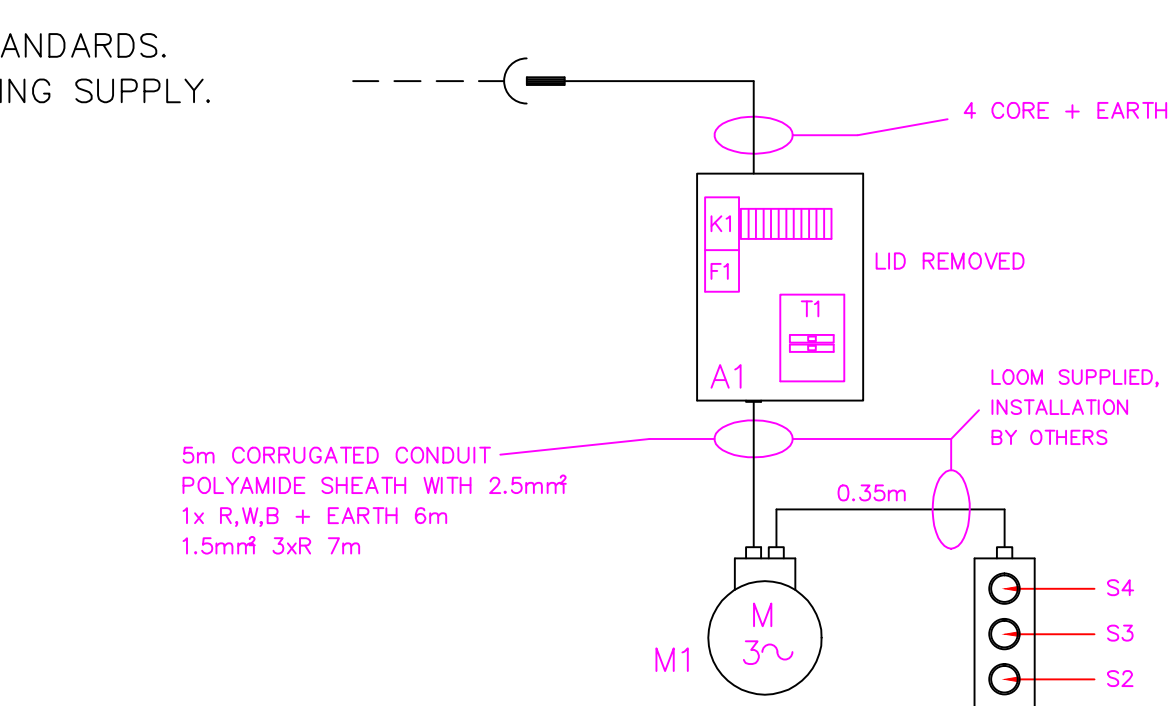 ANDARDS.
NG SUPPLY.
4 CORE + EARTH
K1
F1
LID REMOVED
T1
A1
LOOM SUPPLIED,
INSTALLATION
BY OTHERS
5m CORRUGATED CONDUIT
POLYAMIDE SHEATH WITH 2.5mm²
1x R,W,B + EARTH 6m
1.5mm² 3xR 7m
0.35m
S4
M
3~
M1
S3
S2